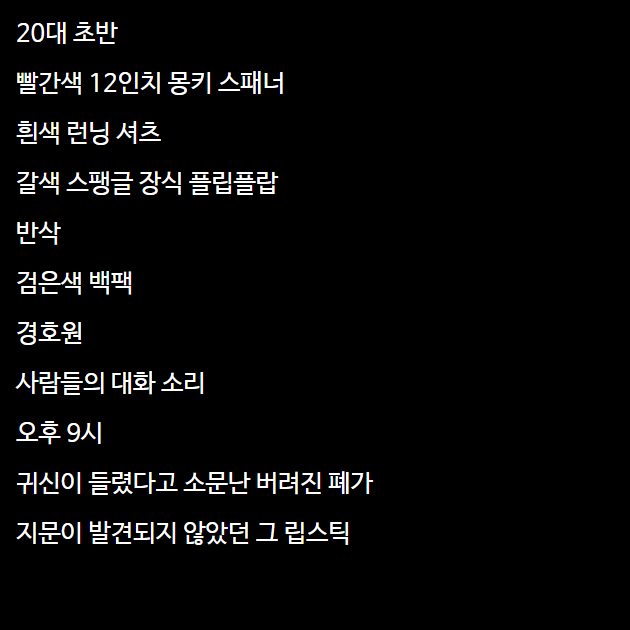 20대 초반
빨간색 12인치 몽키 스패너
흰색 런닝 셔츠
갈색 스팽글 장식 플립플랍
반삭
검은색 백팩
경호원
사람들의 대화 소리
오후 9시
귀신이 들렸다고 소문난 버려진 폐가
지문이 발견되지 않았던 그 립스틱